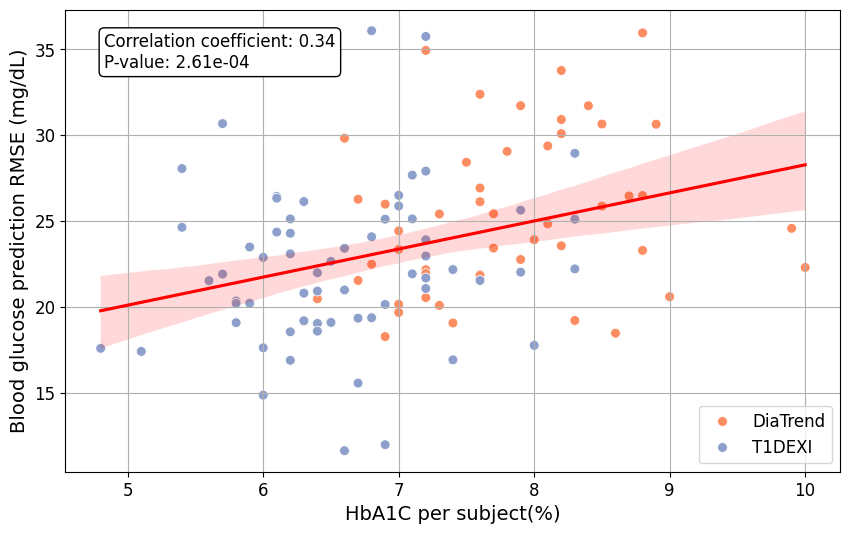 Correlation coefficient: 0.34
P-value: 2.61e-04
Blood glucose prediction RMSE (mg/dL)
35
30
25
20
15
5
6
7
8
9
10
HbA1C per subject(%)
DiaTrend
T1DEXI